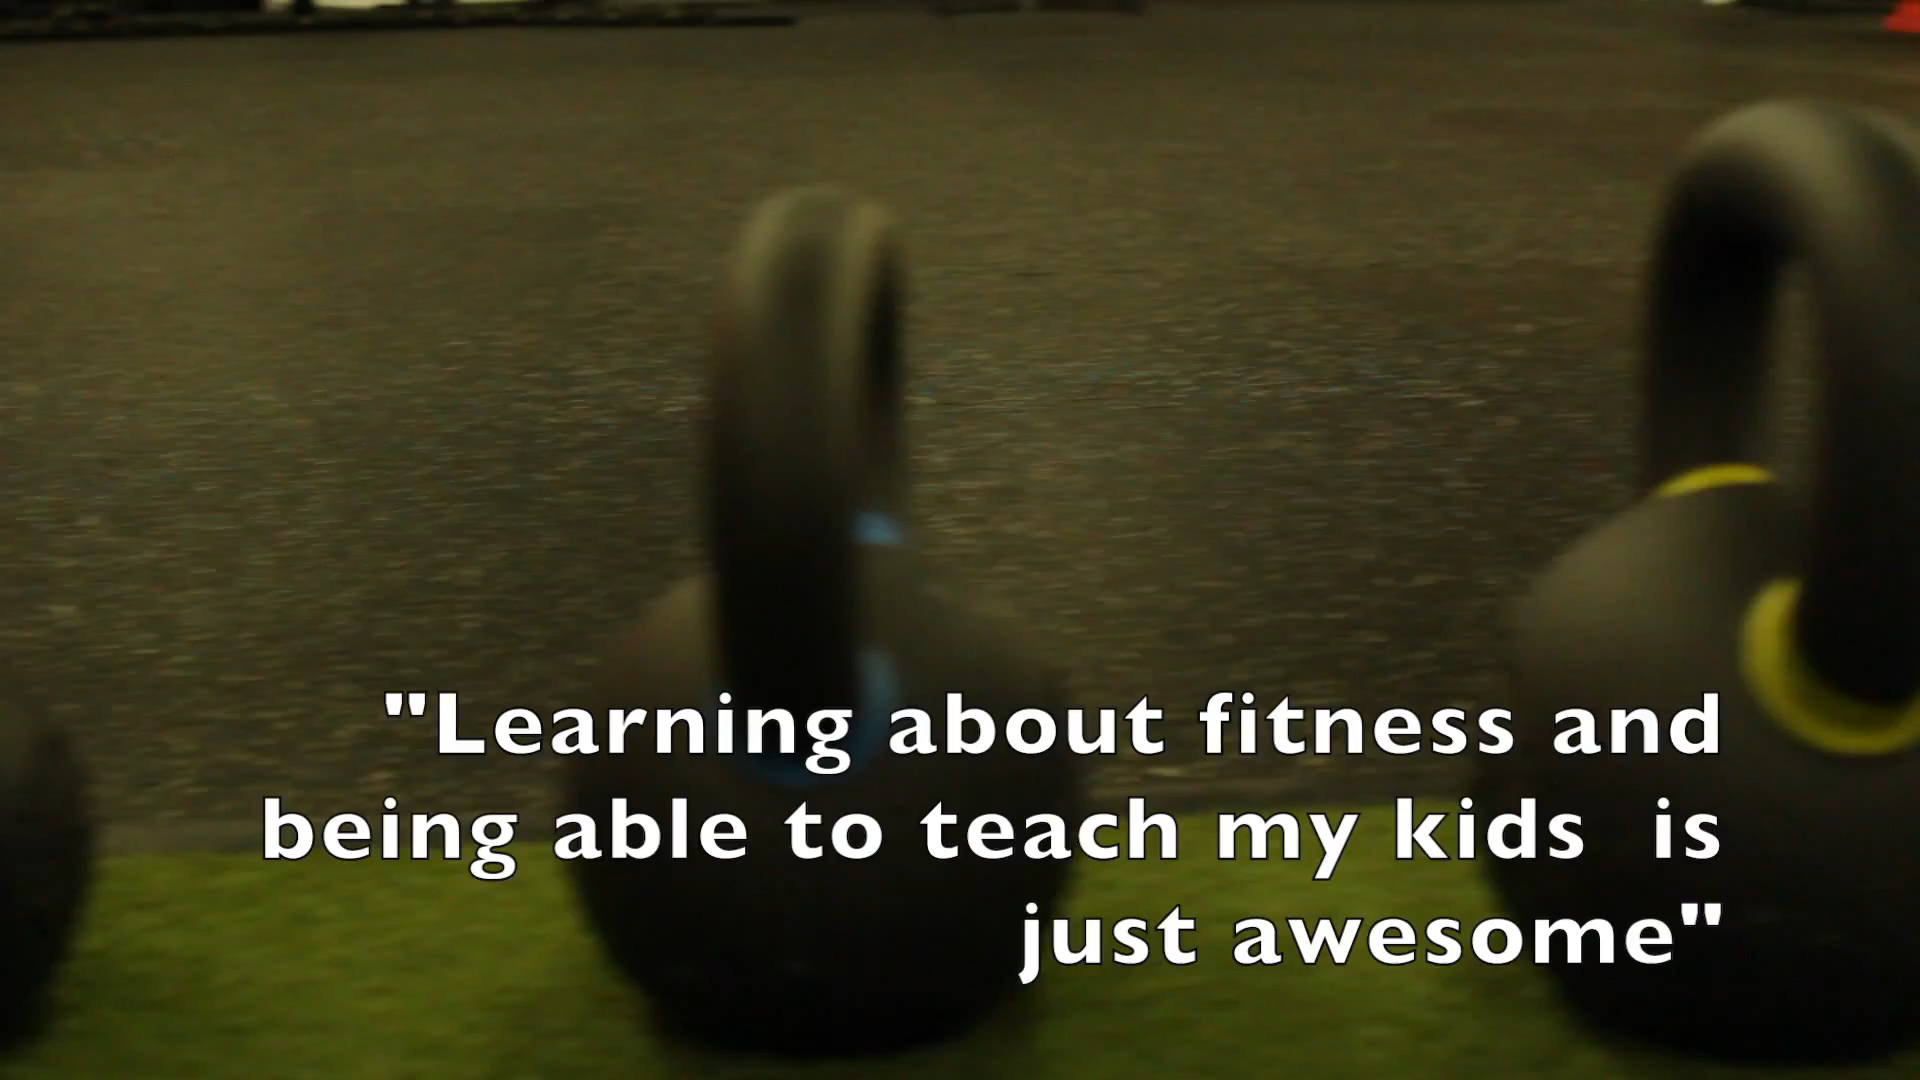 "Learning about fitness and
being able to teach my kids  is
just awesome"